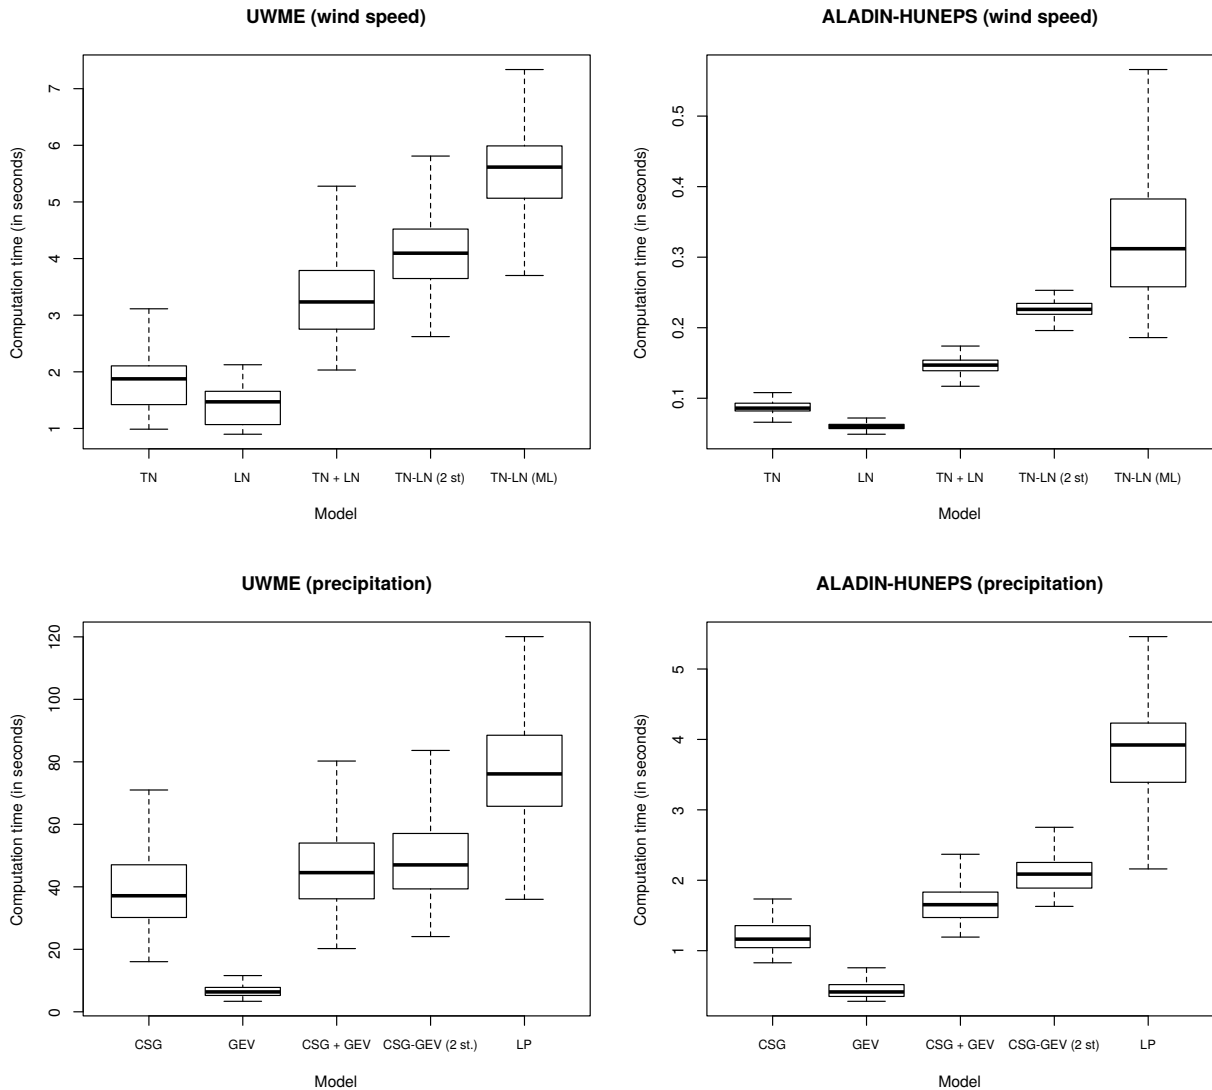 UWME (wind speed)
Computation time (in seconds)
7
6
5
4
3
2
1
TN LN TN + LN TN-LN (2 st) TN-LN (ML)
Model
ALADIN-HUNEPS (wind speed)
Computation time (in seconds)
0.5
0.4
0.3
0.2
0.1
TN LN TN + LN TN-LN (2 st) TN-LN (ML)
Model
UWME (precipitation)
Computation time (in seconds)
120
100
80
60
40
20
0
CSG GEV CSG + GEV CSG-GEV (2 st.) LP
Model
ALADIN-HUNEPS (precipitation)
Computation time (in seconds)
5
4
3
2
1
CSG GEV CSG + GEV CSG-GEV (2 st) LP
Model